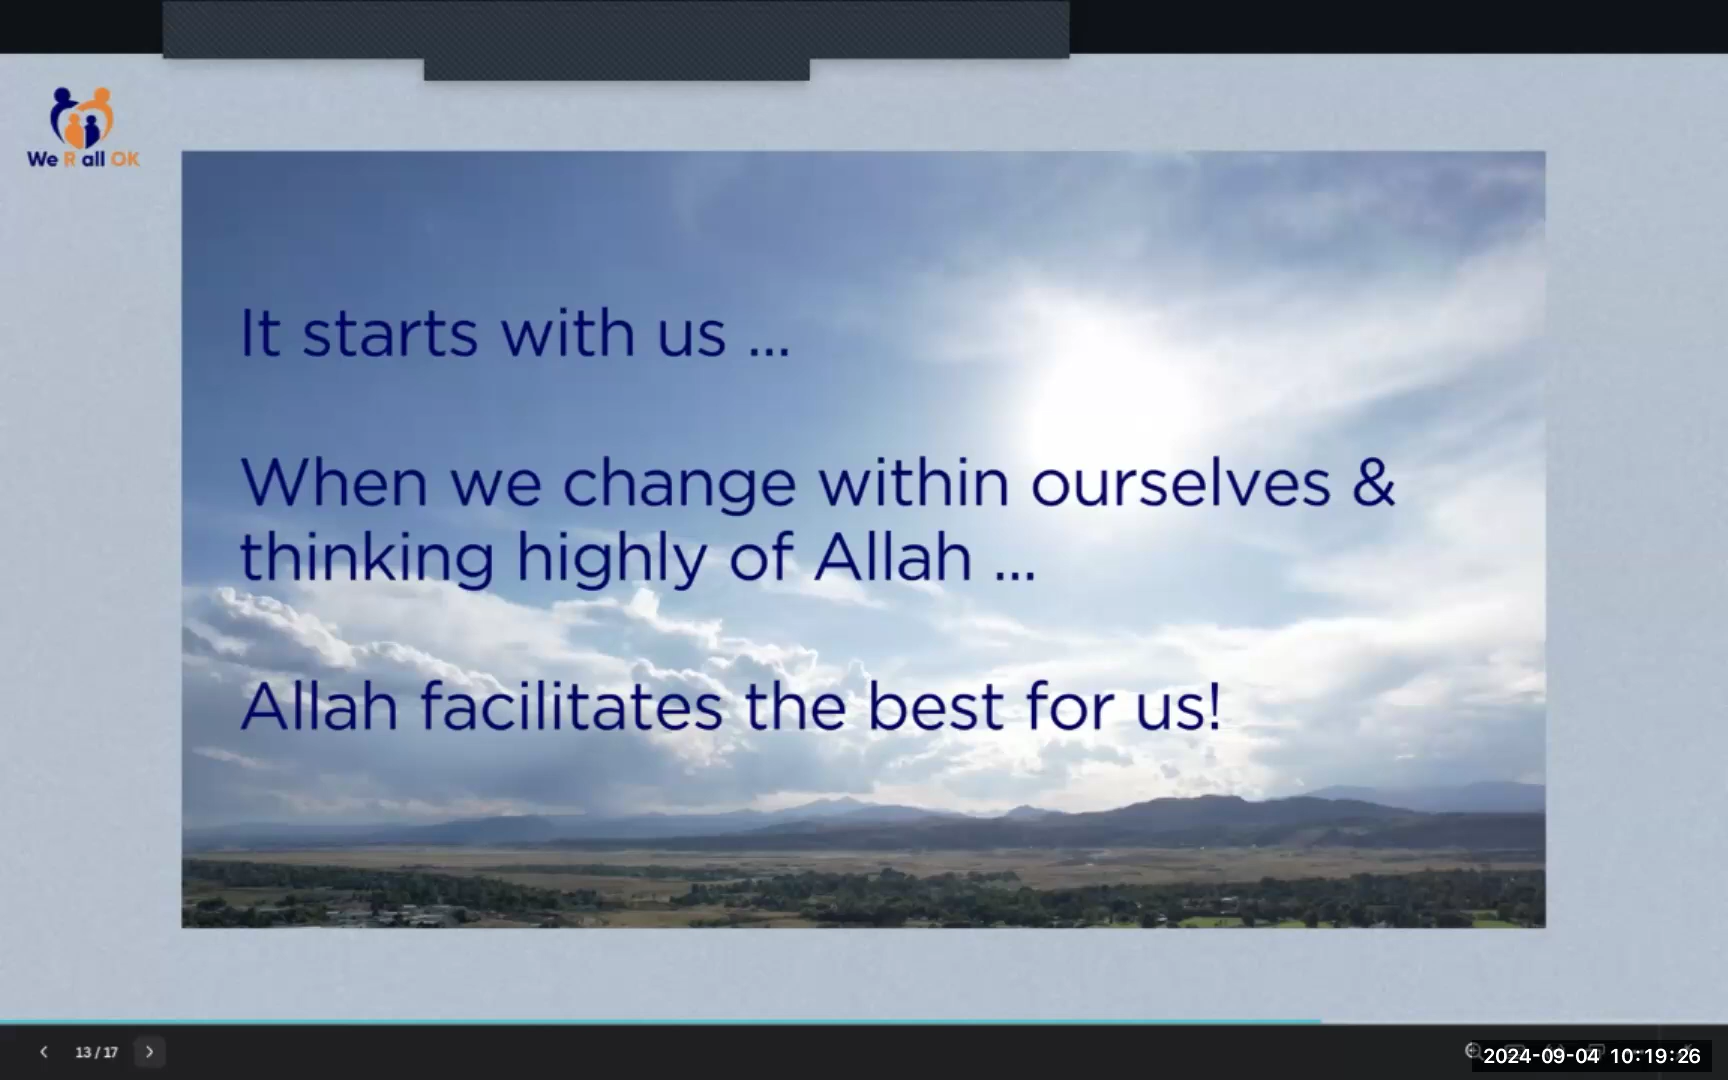 We R all OK
It starts with us ...
When we change within ourselves &
thinking highly of Allah ...
Allah facilitates the best for us!
13 / 17
2024-09-04 10:19:26